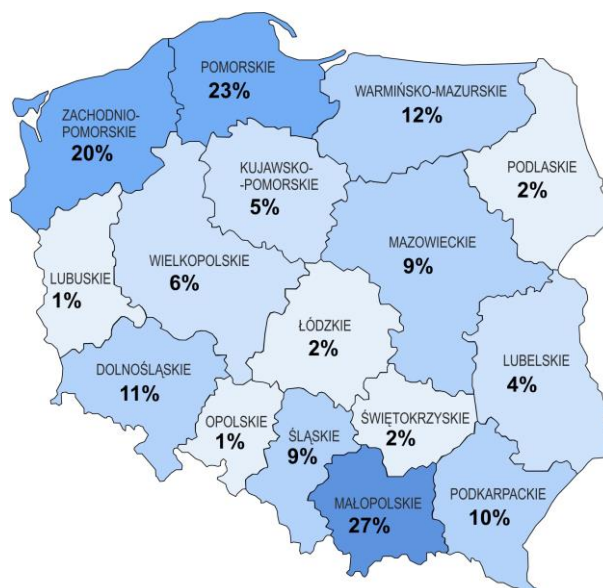 POMORSKIE
23%
ZACHODNIO-
POMORSKIE
20%
WARMIŃSKO-MAZURSKIE
12%
PODLASKIE
2%
KUJAWSKO-
-POMORSKIE
5%
MAZOWIECKIE
9%
WIELKOPOLSKIE
6%
LUBUSKIE
1%
ŁÓDZKIE
2%
LUBELSKIE
4%
DOLNOŚLĄSKIE
11%
OPOLSKIE
1%
ŚLĄSKIE
9%
ŚWIĘTOKRZYSKIE
2%
MAŁOPOLSKIE
27%
PODKARPACKIE
10%